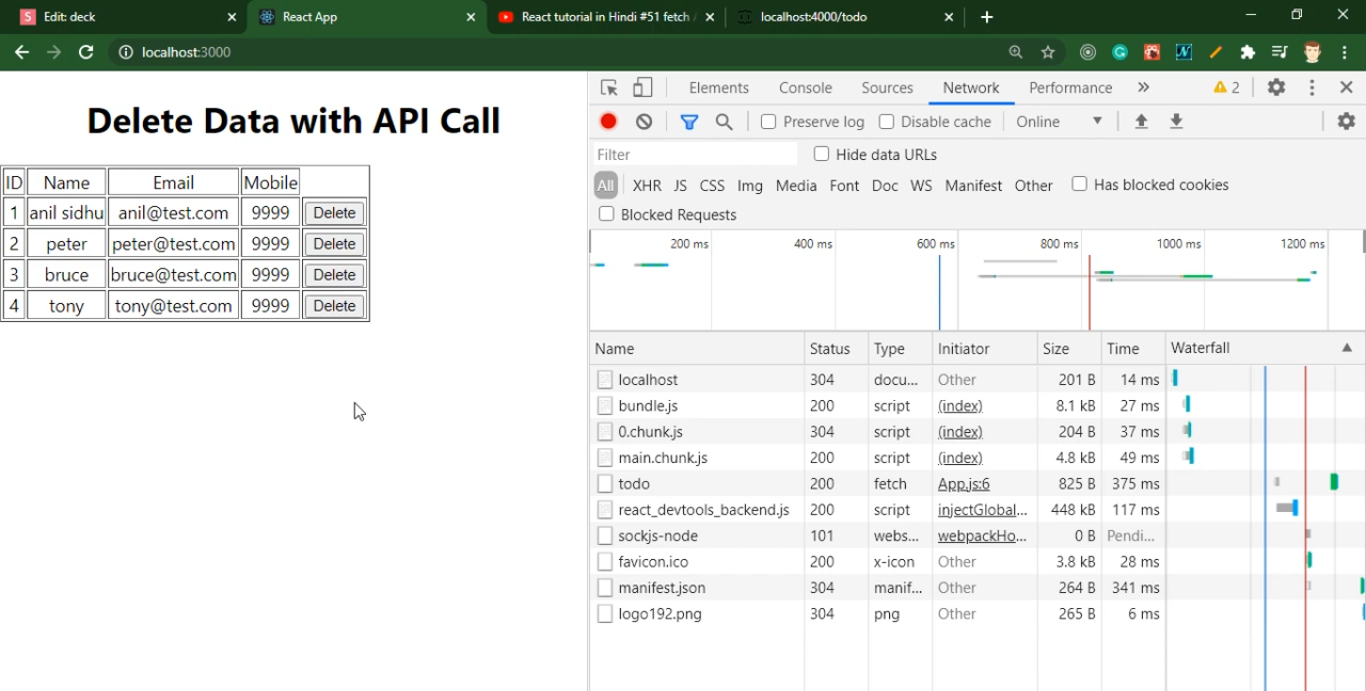 Edit: deck
React App
React tutorial in Hindi #51 fetch
localhost:4000/todo
localhost:3000
Delete Data with API Call
ID Name Email Mobile
1 anil sidhu anil@test.com 9999 Delete
2 peter peter@test.com 9999 Delete
3 bruce bruce@test.com 9999 Delete
4 tony tony@test.com 9999 Delete
Elements Console Sources Network Performance 2
Preserve log Disable cache Online
Filter Hide data URLs
All XHR JS CSS Img Media Font Doc WS Manifest Other Has blocked cookies
Blocked Requests
200 ms 400 ms 600 ms 800 ms 1000 ms 1200 ms
Name Status Type Initiator Size Time Waterfall
localhost 304 docu... Other 201 B 14 ms
bundle.js 200 script (index) 8.1 kB 27 ms
0.chunk.js 304 script (index) 204 B 37 ms
main.chunk.js 200 script (index) 4.8 kB 49 ms
todo 200 fetch App.js:6 825 B 375 ms
react_devtools_backend.js 200 script injectGlobal... 448 kB 117 ms
sockjs-node 101 webs... webpackHo... 0 B Pendi...
favicon.ico 200 x-icon Other 3.8 kB 28 ms
manifest.json 304 manif... Other 264 B 341 ms
logo192.png 304 png Other 265 B 6 ms